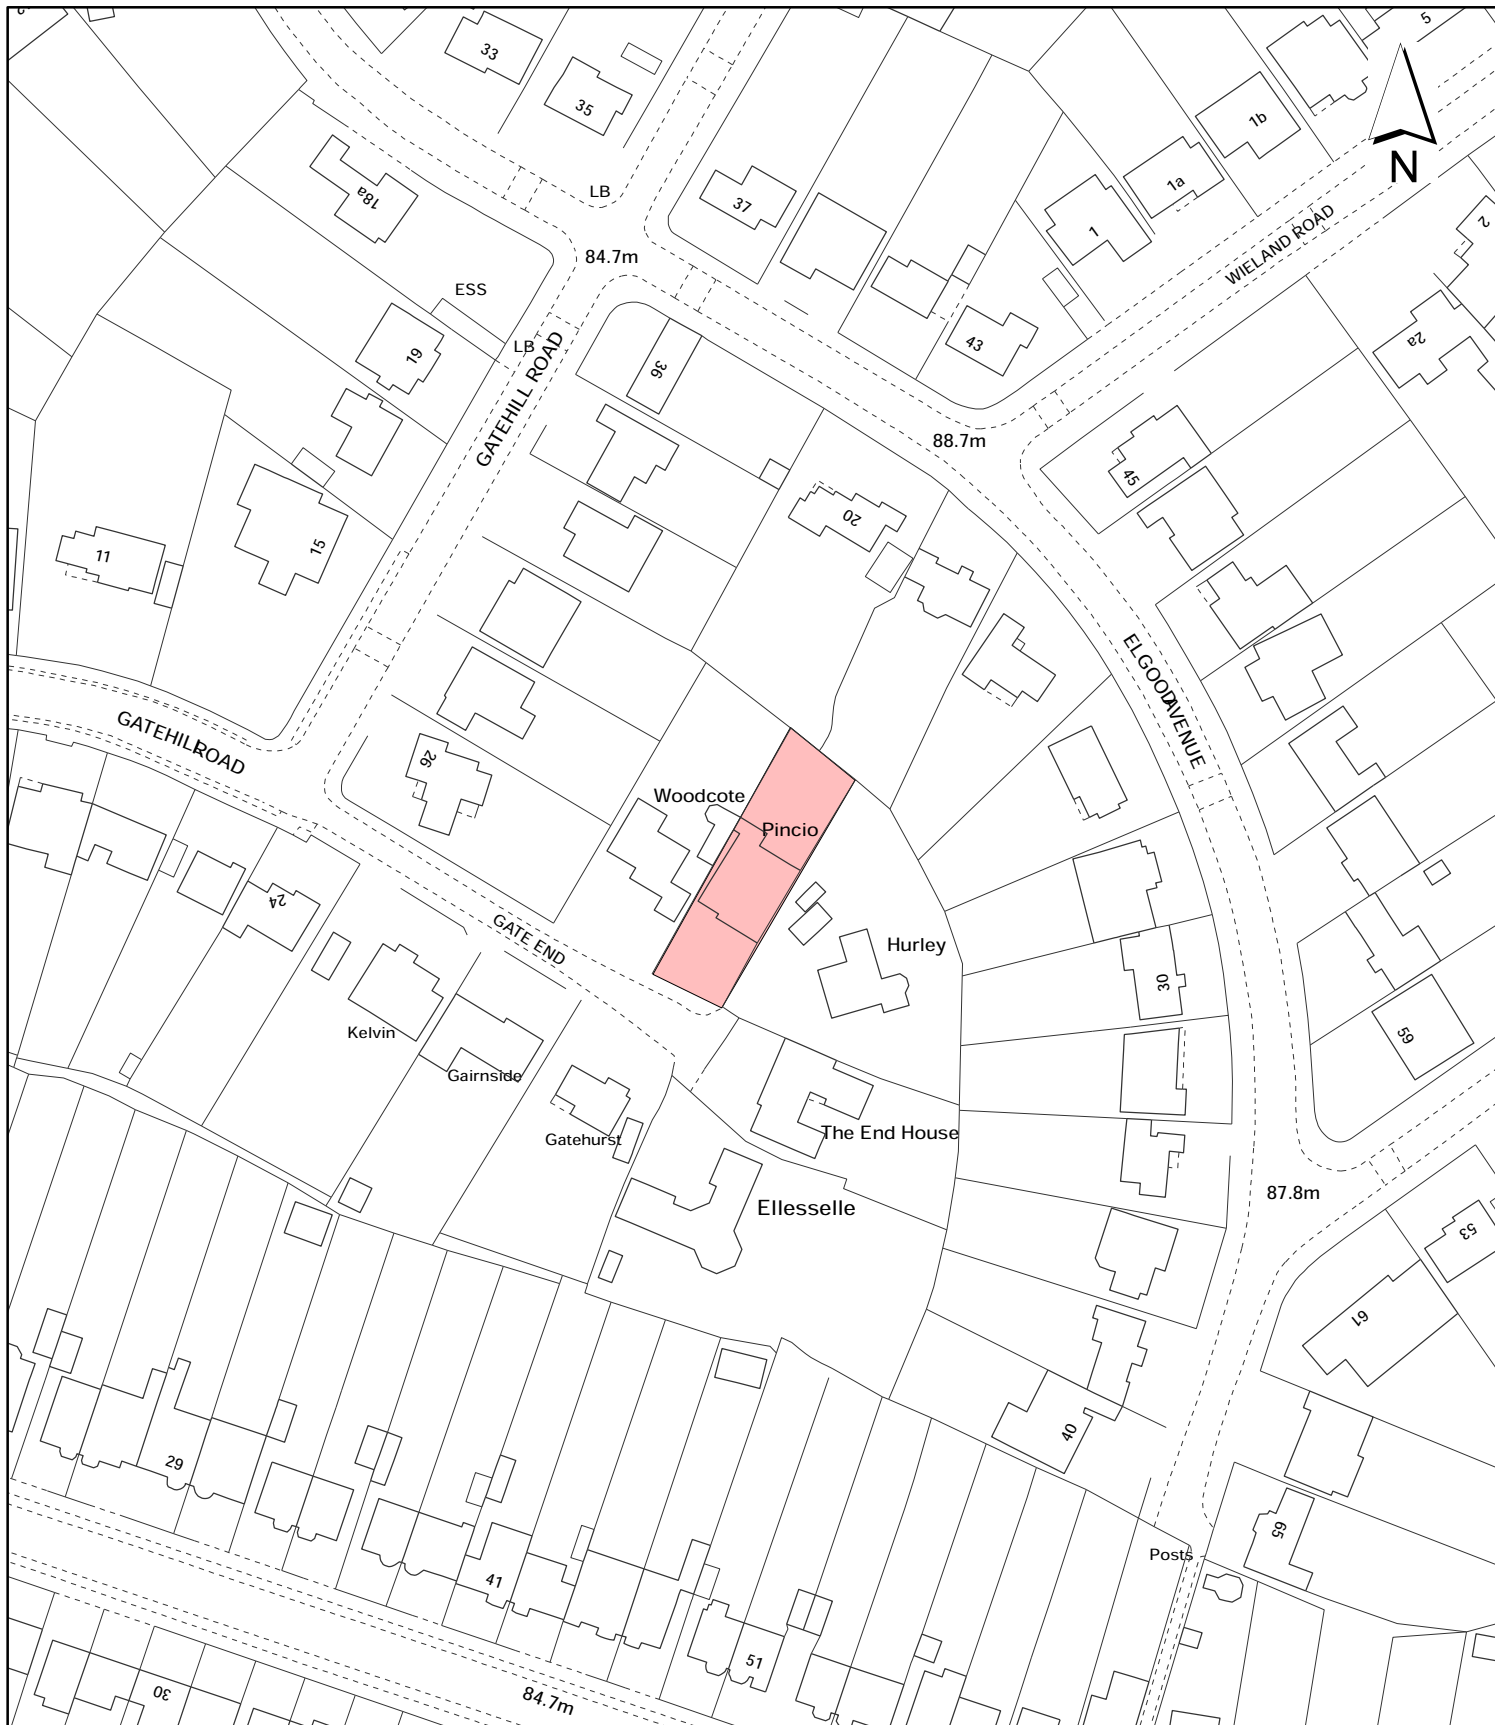 5
33
35
1b
N
1a
18a
LB
37
1
2
WIELAND ROAD
84.7m
ESS
43
2a
LB
19
GATEHILL ROAD
36
88.7m
45
20
15
11
ELGOOD AVENUE
GATEHILL ROAD
26
Woodcote
Pincio
24
GATE END
Hurley
30
Kelvin
59
Gairnside
Gatehurst
The End House
87.8m
Ellesselle
53
61
40
29
65
Posts
41
51
30
84.7m